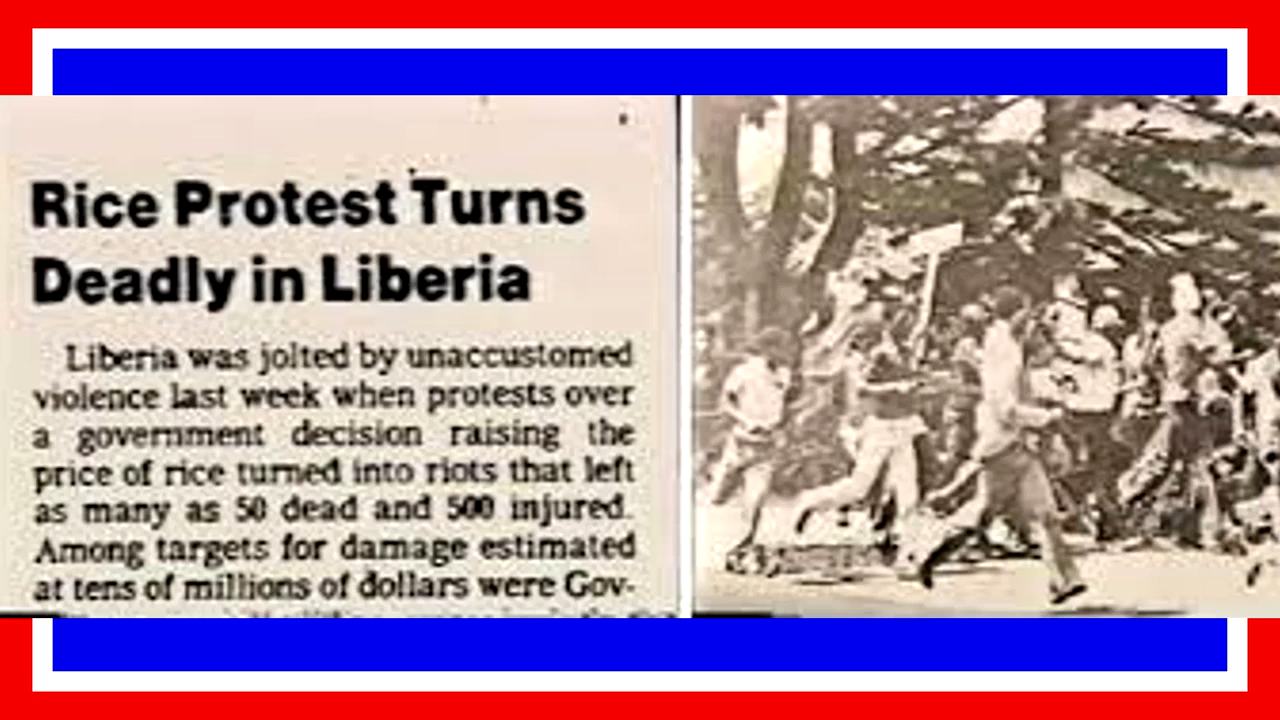 Rice Protest Turns
Deadly in Liberia
Liberia was jolted by unaccustomed
violence last week when protests over
a government decision raising the
price of rice turned into riots that left
as many as 50 dead and 500 injured.
Among targets for damage estimated
at tens of millions of dollars were Gov-